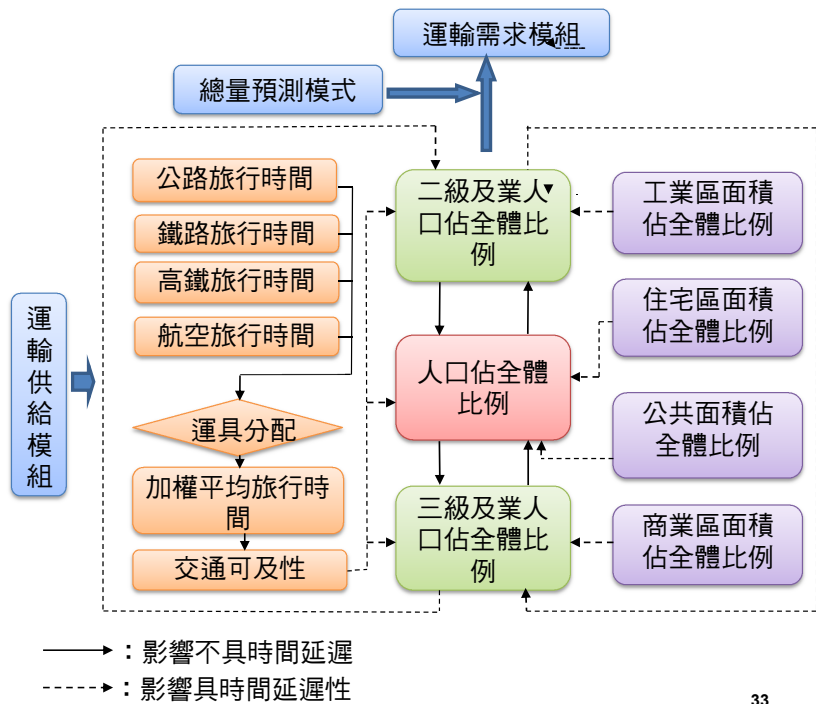 運輸需求模組
總量預測模式
公路旅行時間
鐵路旅行時間
高鐵旅行時間
航空旅行時間
運
輸
供
給
模
組
運具分配
加權平均旅行時
間
交通可及性
二級及業人
口佔全體比
例
人口佔全體
比例
三級及業人
口佔全體比
例
工業區面積
佔全體比例
住宅區面積
佔全體比例
公共面積佔
全體比例
商業區面積
佔全體比例
：影響不具時間延遲
：影響具時間延遲性
33